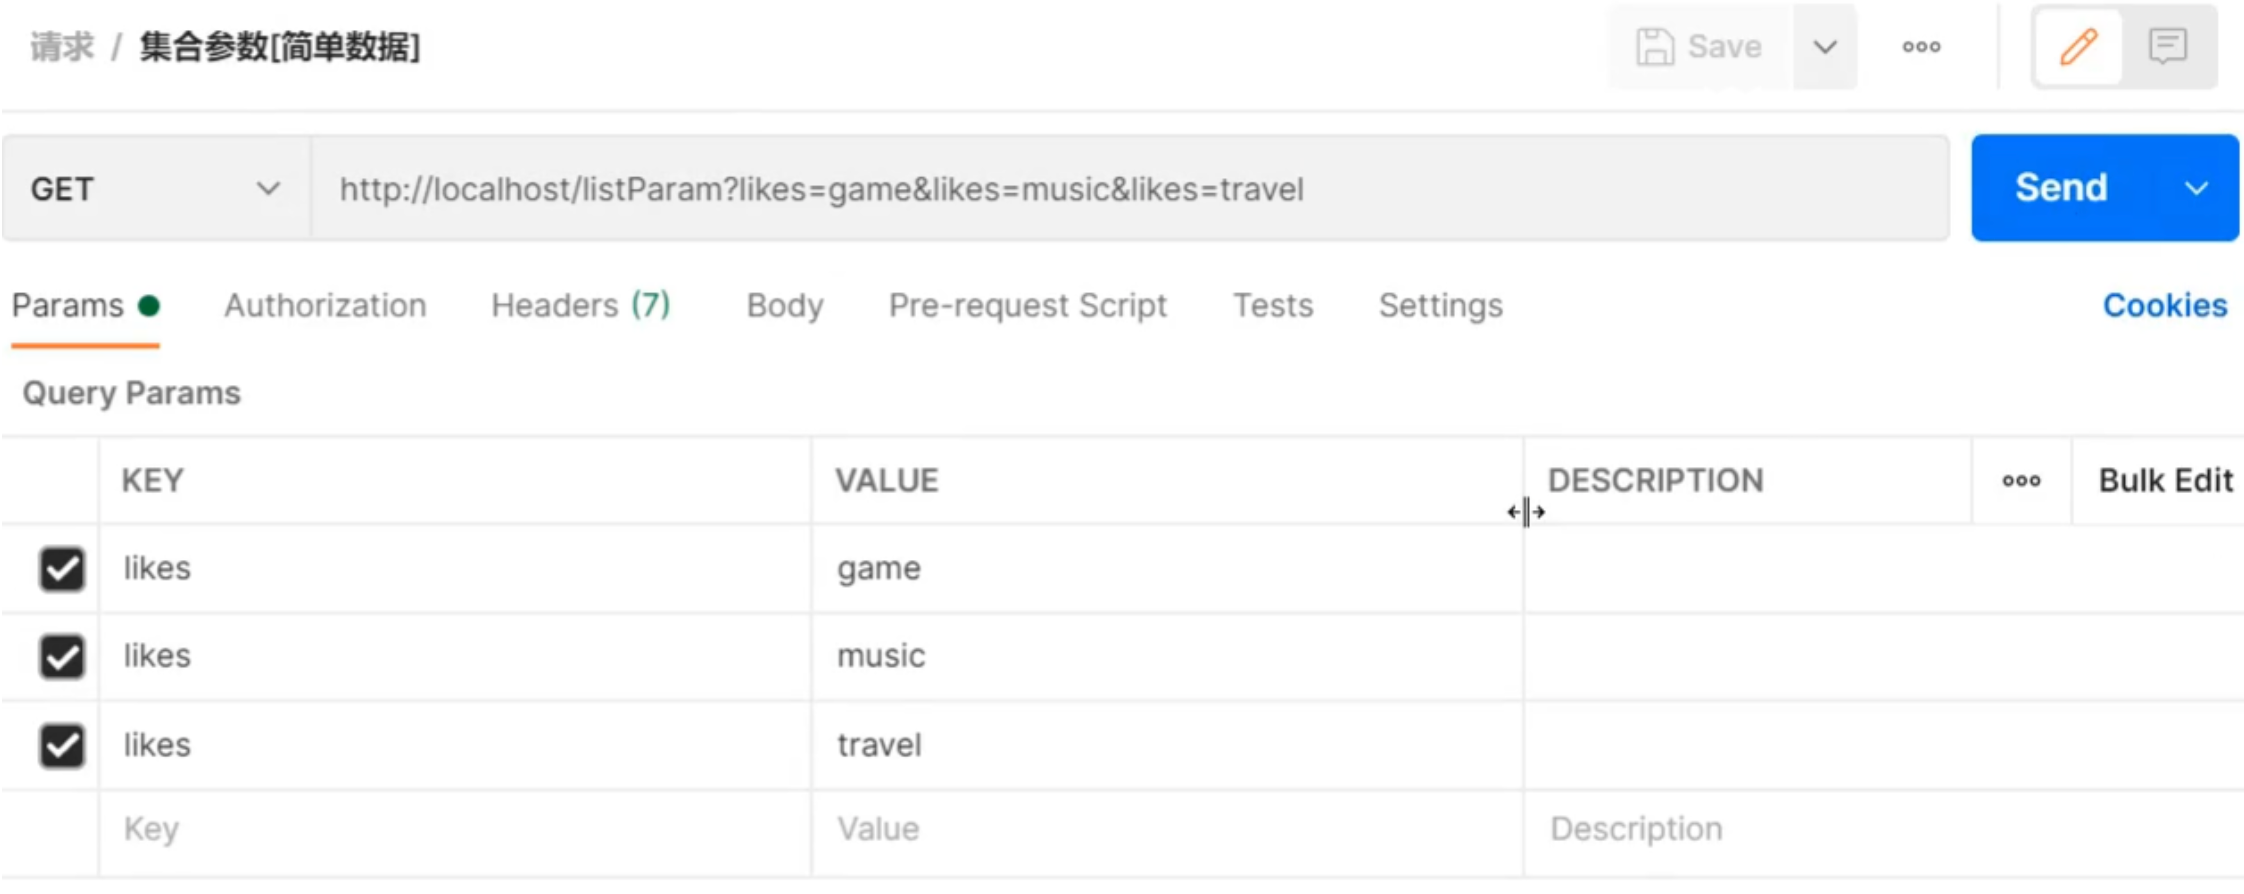 请求 / 集合参数[简单数据]
Save
GET http://localhost/listParam?likes=game&likes=music&likes=travel Send
Params Authorization Headers (7) Body Pre-request Script Tests Settings Cookies
Query Params
KEY VALUE DESCRIPTION Bulk Edit
likes game
likes music
likes travel
Key Value Description